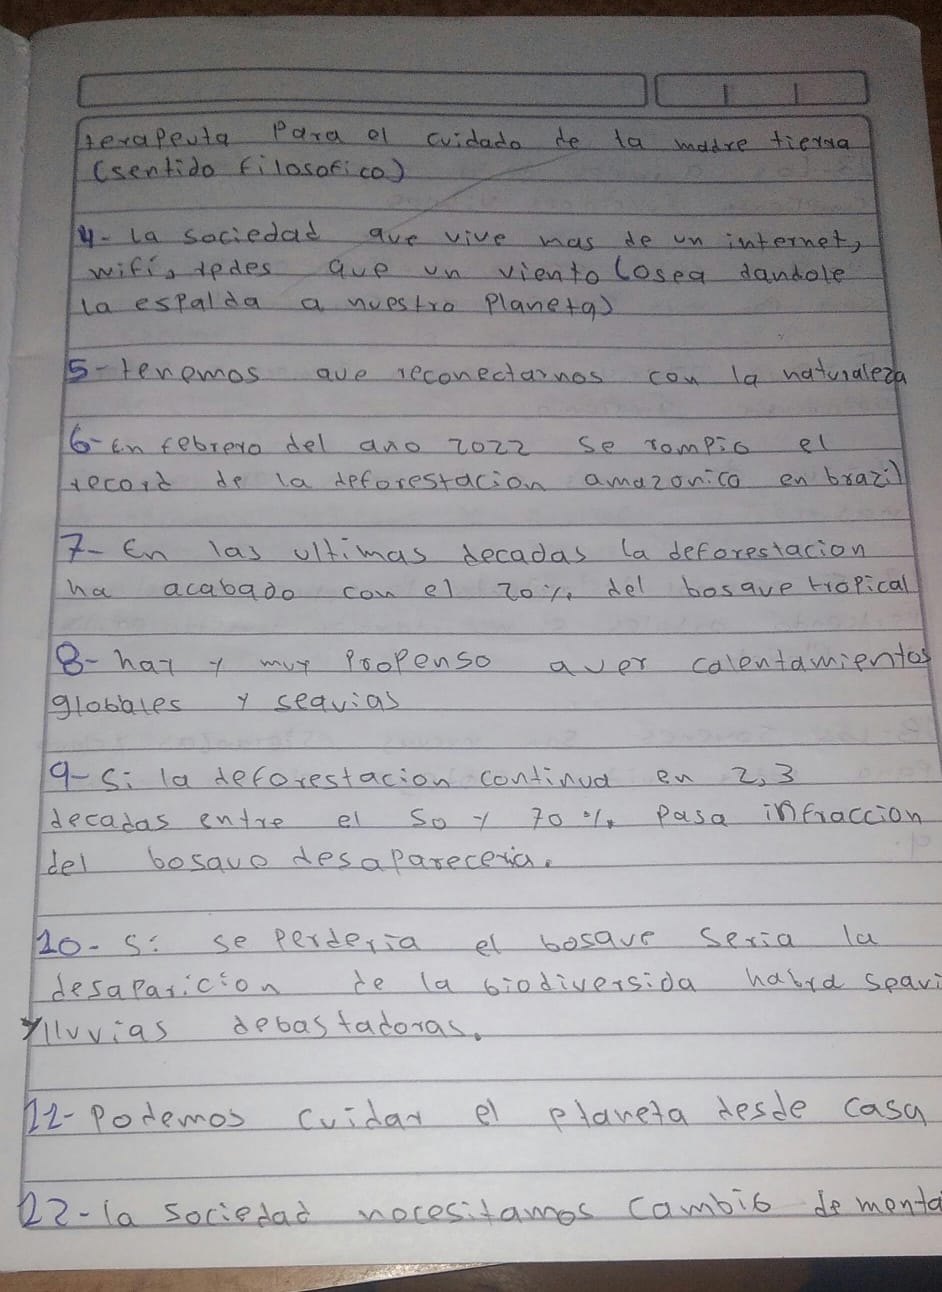 terapeuta Para el cuidado de la madre tierra
(sentido filosofico)
4- la sociedad que vive mas de un internet,
wifi, redes que un viento (osea dandole
la espalda a nuestro Planeta)
5- tenemos que reconectarnos con la naturaleza
6- En febrero del ano 2022 se rompio el
record de la deforestacion amazonica en brazil
7- En las ultimas decadas la deforestacion
ha acabado con el 20% del bosque tropical
8- hay y muy Propenso a ver calentamientos
globales y sequias
9- Si la deforestacion continua en 2,3
decadas entre el 50 y 70% Pasa infraccion
del bosque desapareceria.
10- Si se Perderia el bosque Seria la
desaparicion de la biodiversida habra sequi
y lluvias debastadoras.
11- Podemos cuidar el planeta desde casa
12- la sociedad necesitamos cambio de menta